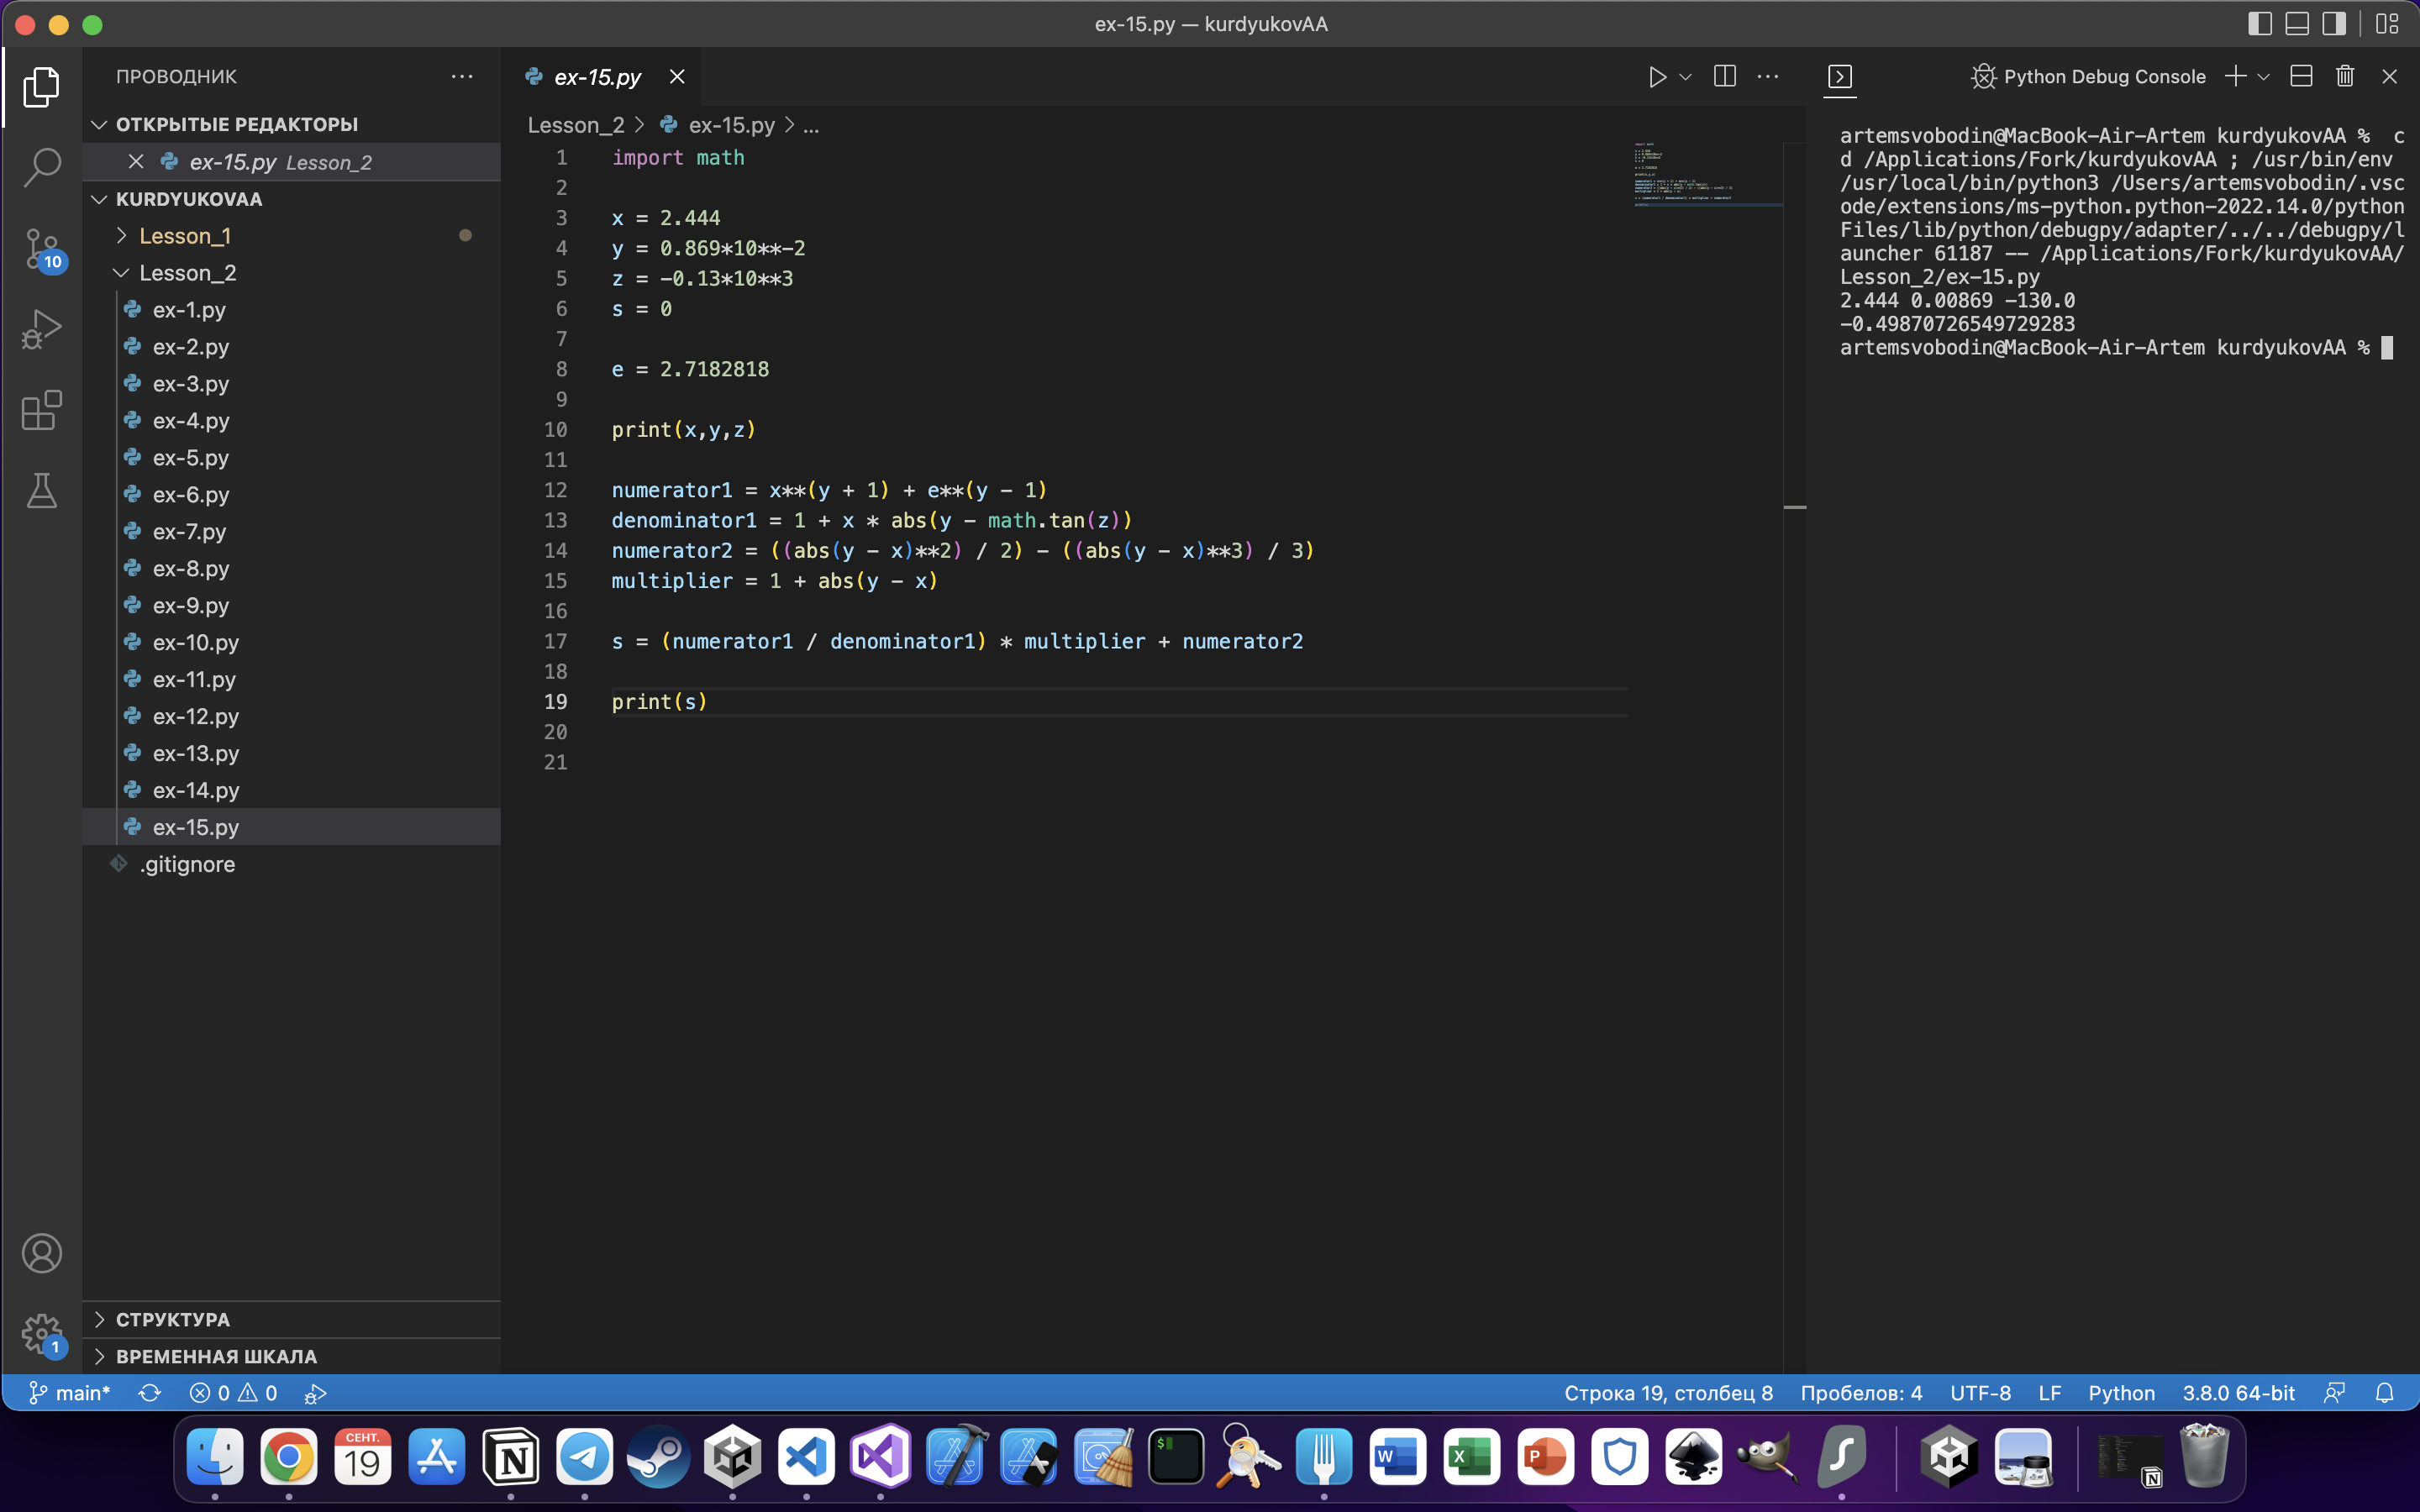 ex-15.py — kurdyukovAA
ПРОВОДНИК
ОТКРЫТЫЕ РЕДАКТОРЫ
ex-15.py Lesson_2
KURDYUKOVAA
Lesson_1
10
Lesson_2
ex-1.py
ex-2.py
ex-3.py
ex-4.py
ex-5.py
ex-6.py
ex-7.py
ex-8.py
ex-9.py
ex-10.py
ex-11.py
ex-12.py
ex-13.py
ex-14.py
ex-15.py
.gitignore
СТРУКТУРА
1
ВРЕМЕННАЯ ШКАЛА
ex-15.py
Lesson_2 > ex-15.py > ...
1 import math
2
3 x = 2.444
4 y = 0.869*10**-2
5 z = -0.13*10**3
6 s = 0
7
8 e = 2.7182818
9
10 print(x,y,z)
11
12 numerator1 = x**(y + 1) + e**(y - 1)
13 denominator1 = 1 + x * abs(y - math.tan(z))
14 numerator2 = ((abs(y - x)**2) / 2) - ((abs(y - x)**3) / 3)
15 multiplier = 1 + abs(y - x)
16
17 s = (numerator1 / denominator1) * multiplier + numerator2
18
19 print(s)
20
21
Python Debug Console
artemsvobodin@MacBook-Air-Artem kurdyukovAA %  c
d /Applications/Fork/kurdyukovAA ; /usr/bin/env
/usr/local/bin/python3 /Users/artemsvobodin/.vsc
ode/extensions/ms-python.python-2022.14.0/python
Files/lib/python/debugpy/adapter/../../debugpy/l
auncher 61187 -- /Applications/Fork/kurdyukovAA/
Lesson_2/ex-15.py
2.444 0.00869 -130.0
-0.49870726549729283
artemsvobodin@MacBook-Air-Artem kurdyukovAA %
main* 0 0 Строка 19, столбец 8 Пробелов: 4 UTF-8 LF Python 3.8.0 64-bit
СЕНТ.
19
$
W
X
P